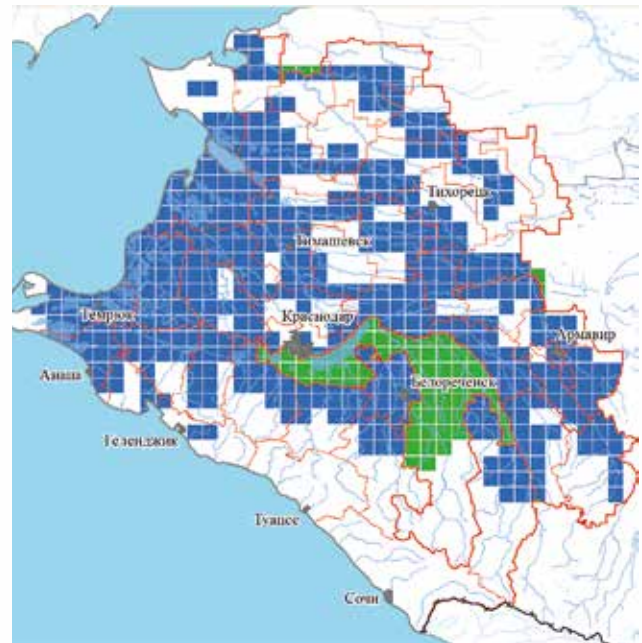 Тихорецк
Тимашевск
Темрюк
Краснодар
Армавир
Анапа
Белореченск
Геленджик
Туапсе
Сочи